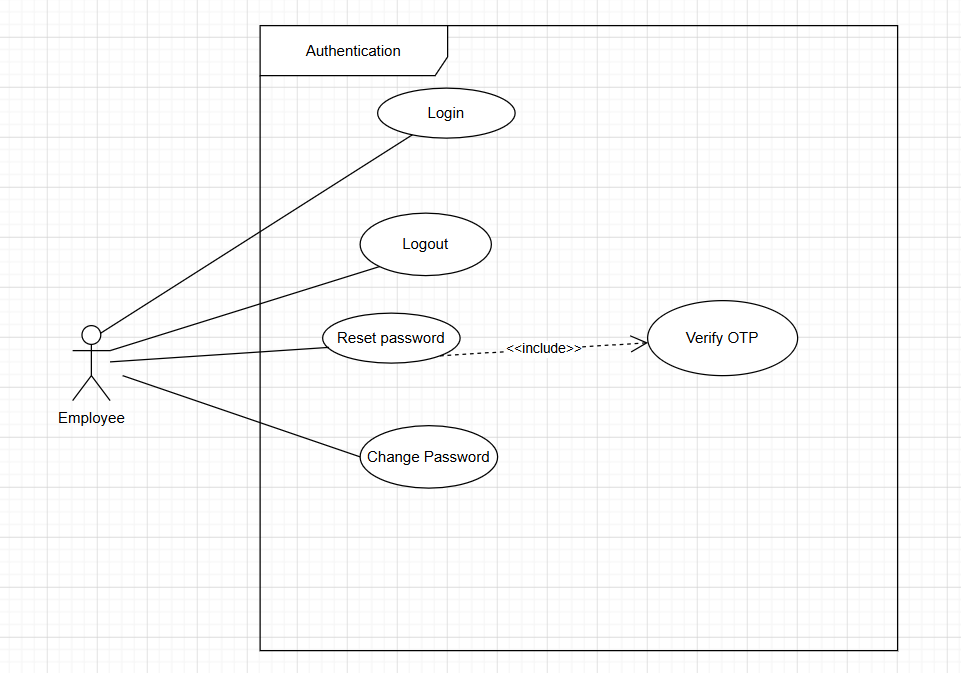 Authentication
Login
Logout
Reset password
<<include>>
Verify OTP
Employee
Change Password